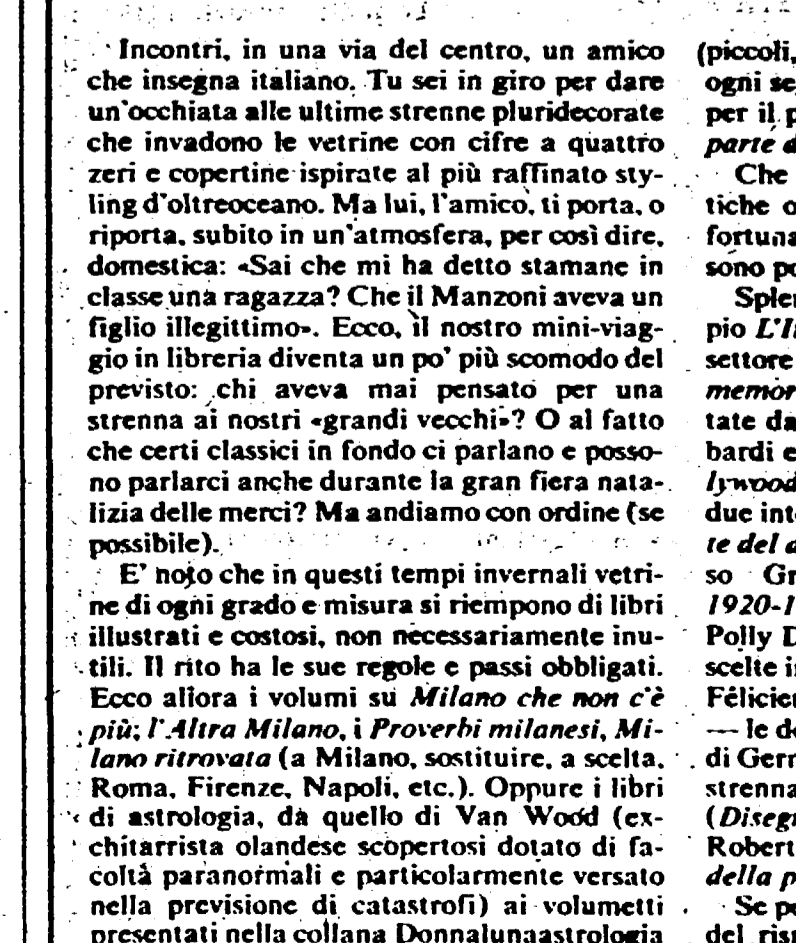 Incontri, in una via del centro, un amico
che insegna italiano. Tu sei in giro per dare
un'occhiata alle ultime strenne pluridecorate
che invadono le vetrine con cifre a quattro
zeri e copertine ispirate al più raffinato sty-
ling d'oltreoceano. Ma lui, l'amico, ti porta, o
riporta, subito in un'atmosfera, per così dire,
domestica: «Sai che mi ha detto stamane in
classe una ragazza? Che il Manzoni aveva un
figlio illegittimo». Ecco, il nostro mini-viag-
gio in libreria diventa un po' più scomodo del
previsto: chi aveva mai pensato per una
strenna ai nostri «grandi vecchi»? O al fatto
che certi classici in fondo ci parlano e posso-
no parlarci anche durante la gran fiera nata-
lizia delle merci? Ma andiamo con ordine (se
possibile).
E' noto che in questi tempi invernali vetri-
ne di ogni grado e misura si riempono di libri
illustrati e costosi, non necessariamente inu-
tili. Il rito ha le sue regole e passi obbligati.
Ecco allora i volumi su Milano che non c'è
più; l'Altra Milano, i Proverbi milanesi, Mi-
lano ritrovata (a Milano, sostituire, a scelta,
Roma, Firenze, Napoli, etc.). Oppure i libri
di astrologia, da quello di Van Wood (ex-
chitarrista olandese scopertosi dotato di fa-
coltà paranormali e particolarmente versato
nella previsione di catastrofi) ai volumetti
presentati nella collana Donnalunaastrologia
(piccoli,
ogni se
per il p
parte d
Che
tiche o
fortuna
sono po
Splen
pio L'It
settore
memor
tate da
bardi e
lywood
due int
te del d
so Gr
1920-1
Polly D
scelte i
Félicien
— le de
di Germ
strenna
(Disegn
Robert
della p
Se pe
del risp